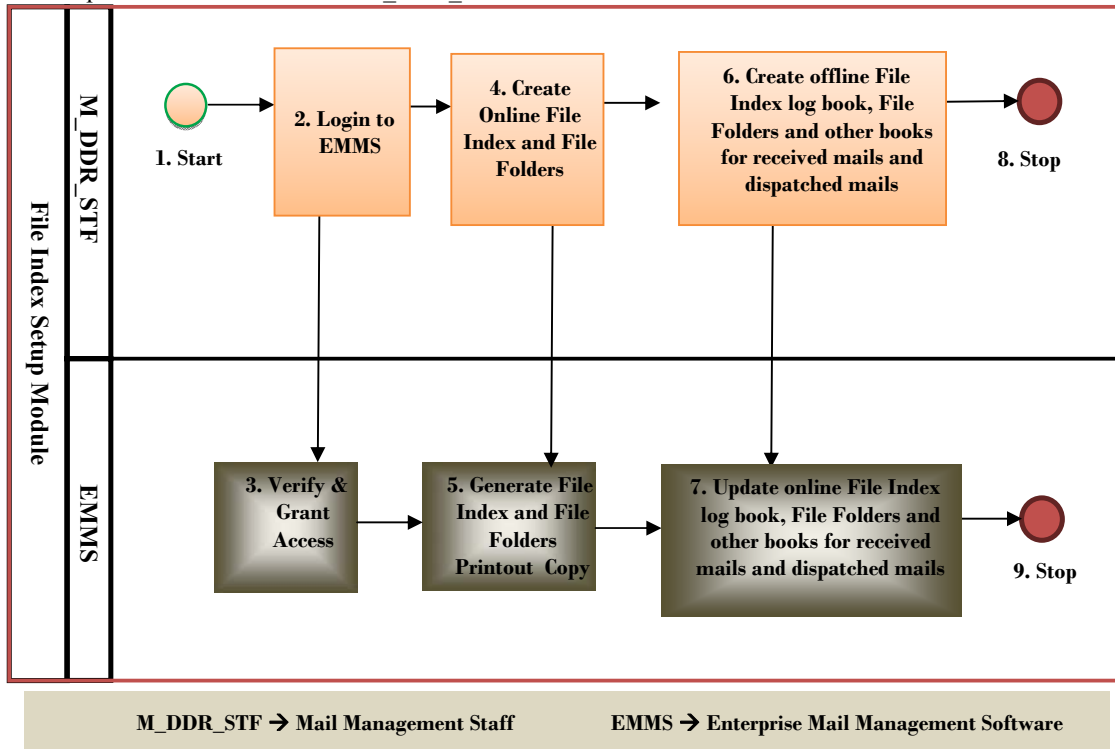 File Index Setup Module
M_DDR_STF
1. Start
2. Login to
EMMS
4. Create
Online File
Index and File
Folders
6. Create offline File
Index log book, File
Folders and other books
for received mails and
dispatched mails
8. Stop
EMMS
3. Verify &
Grant
Access
5. Generate File
Index and File
Folders
Printout Copy
7. Update online File Index
log book, File Folders and
other books for received
mails and dispatched mails
9. Stop
M_DDR_STF → Mail Management Staff
EMMS → Enterprise Mail Management Software